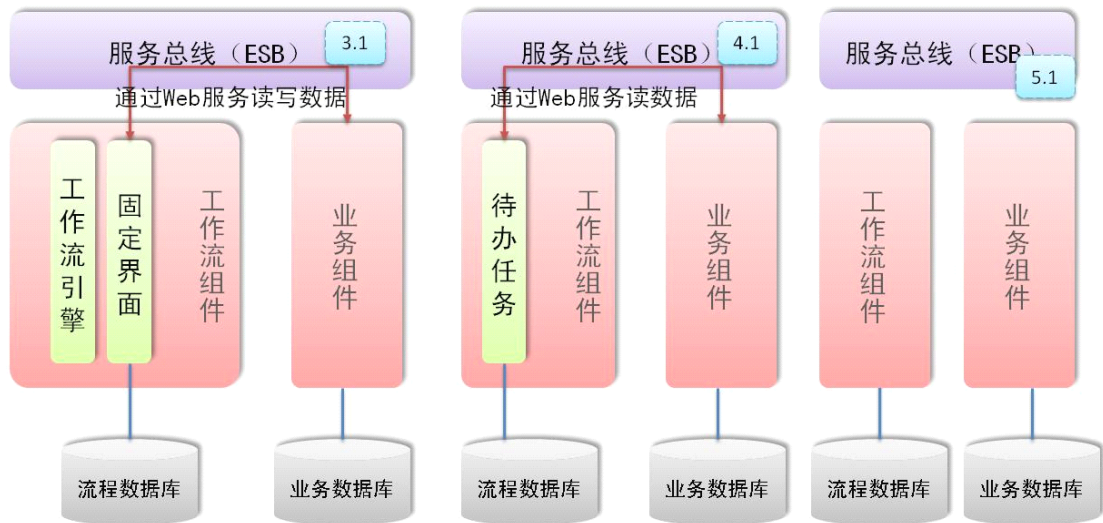 服务总线（ESB）
3.1
通过Web服务读写数据
工作流引擎
固定界面
工作流组件
业务组件
流程数据库
业务数据库
服务总线（ESB）
4.1
通过Web服务读数据
待办任务
工作流组件
业务组件
流程数据库
业务数据库
服务总线（ESB）
5.1
工作流组件
业务组件
流程数据库
业务数据库